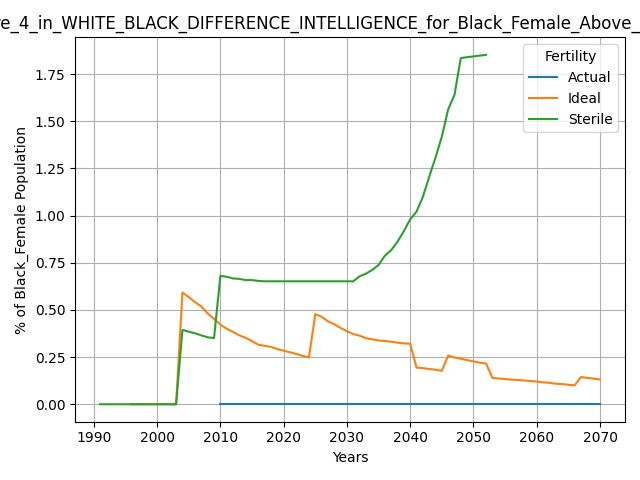 re_4_in_WHITE_BLACK_DIFFERENCE_INTELLIGENCE_for_Black_Female_Above_
Fertility
Actual
Ideal
Sterile
% of Black_Female Population
1.75
1.50
1.25
1.00
0.75
0.50
0.25
0.00
1990 2000 2010 2020 2030 2040 2050 2060 2070
Years